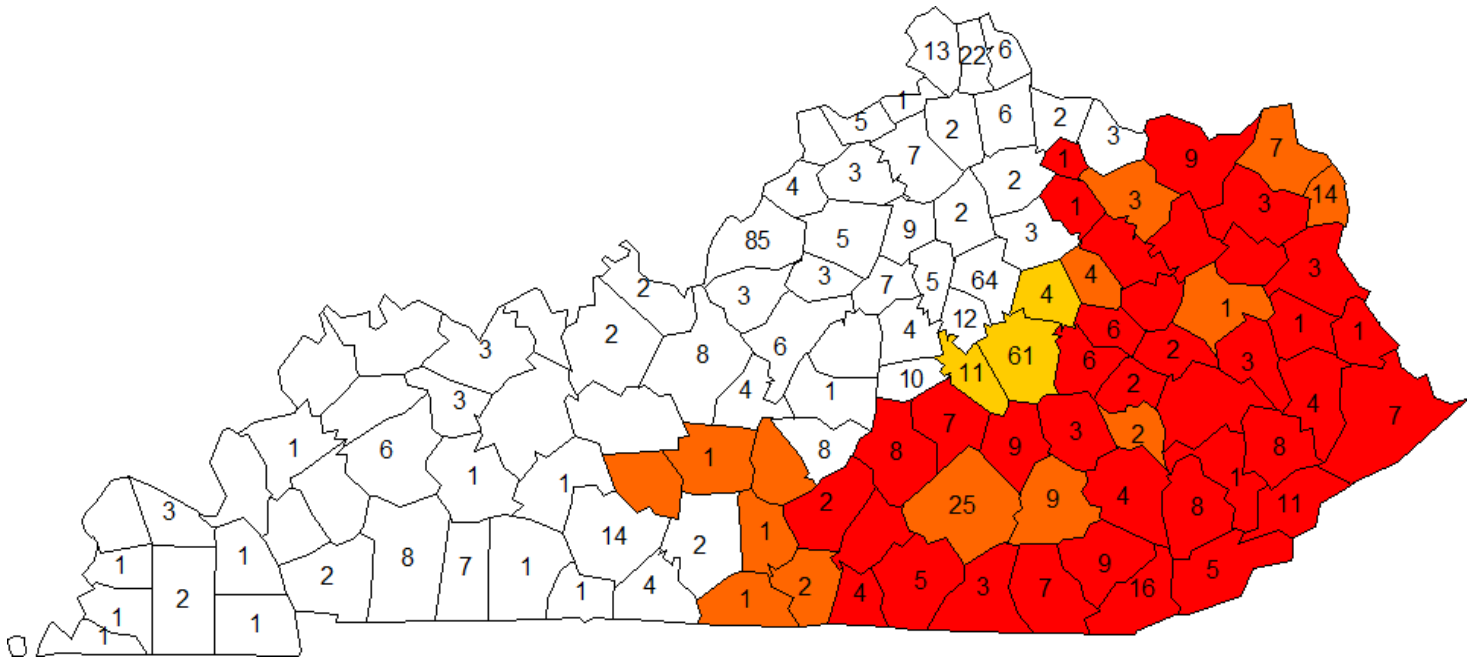 13 22 6
5 1 2 6 2 3
7 1 9 7
4 3 2 3 14
85 5 9 2 3 1 3
2 3 3 7 5 64 4 4 3
3 2 8 6 4 12 61 6 1 1 1
3 4 1 10 11 6 2 3
1 6 8 8 7 9 3 2 2 4 7
1 1 1 2 25 9 4 8 1 8 11
3 14 2 1
1 1 2 8 7 1 1 4 1 2 4 5 3 7 9 16 5
1 2 1
1